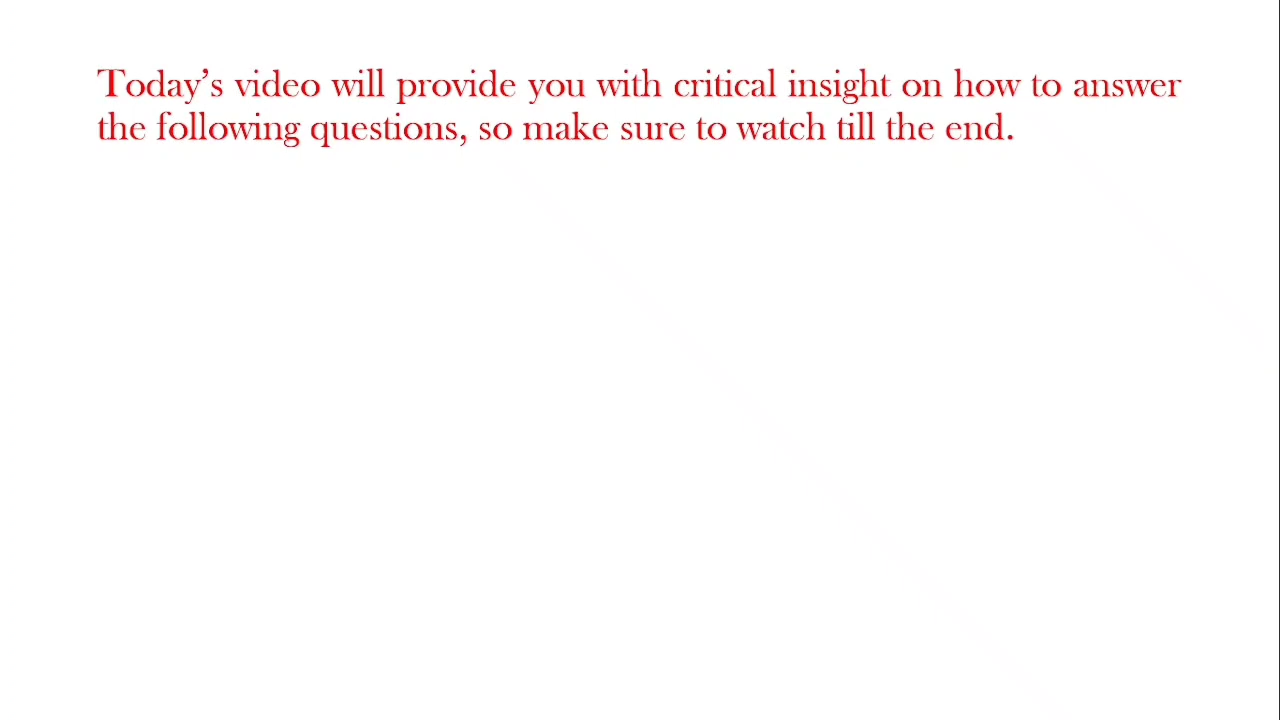 Today’s video will provide you with critical insight on how to answer
the following questions, so make sure to watch till the end.